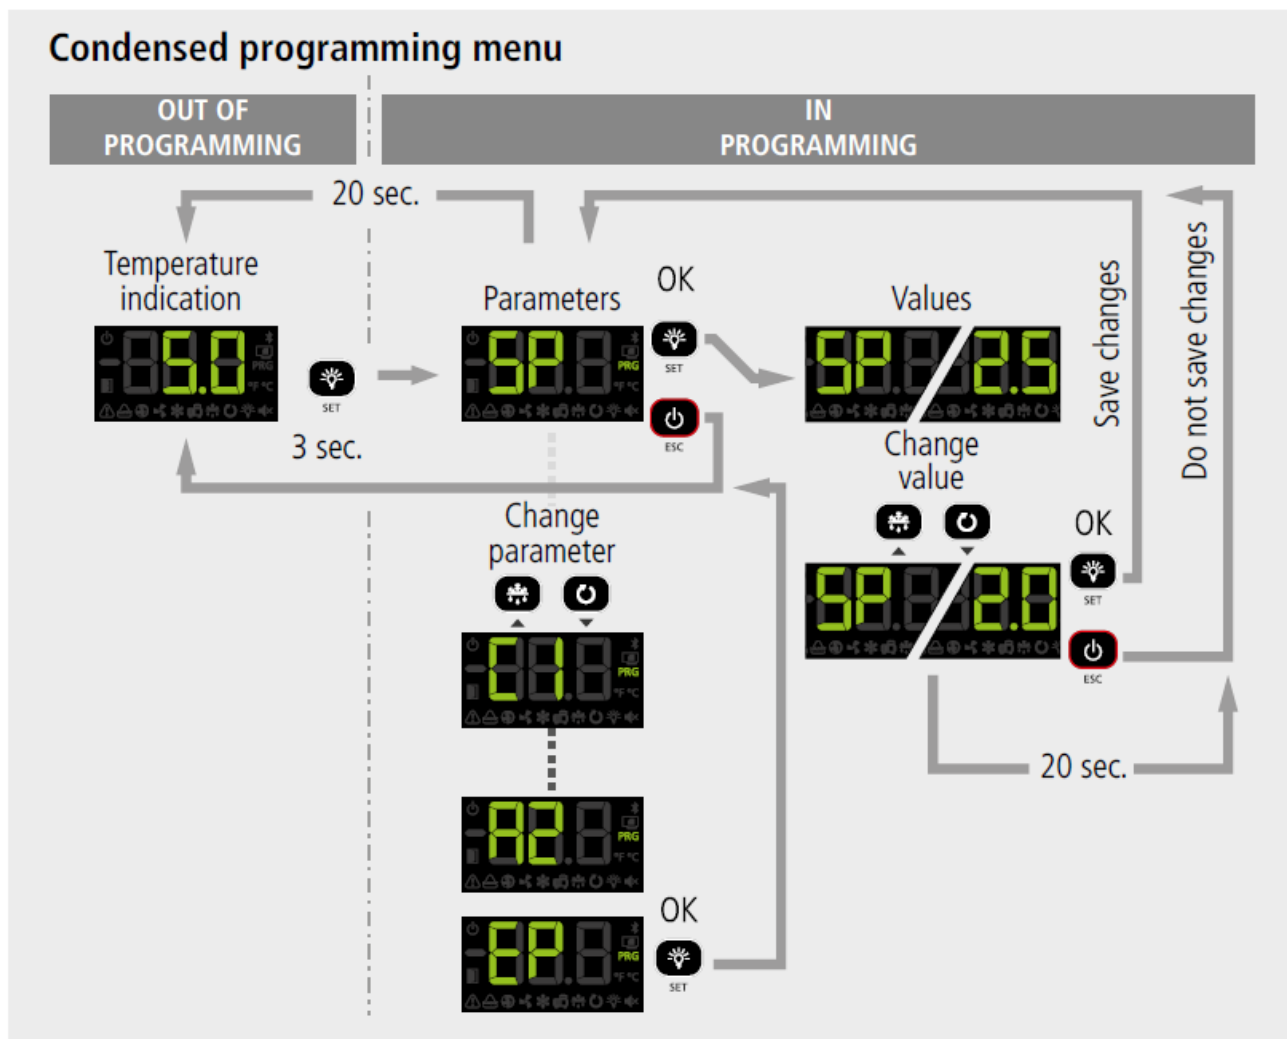 Condensed programming menu
OUT OF
PROGRAMMING
IN
PROGRAMMING
20 sec.
Temperature
indication
5.0
PRG
°F °C
SET
3 sec.
Parameters
SP
PRG
°F °C
OK
SET
ESC
Values
SP
2.5
Change
value
SP
2.0
OK
SET
ESC
Save changes
Do not save changes
20 sec.
Change
parameter
C1
PRG
°F °C
A2
PRG
°F °C
EP
PRG
°F °C
OK
SET